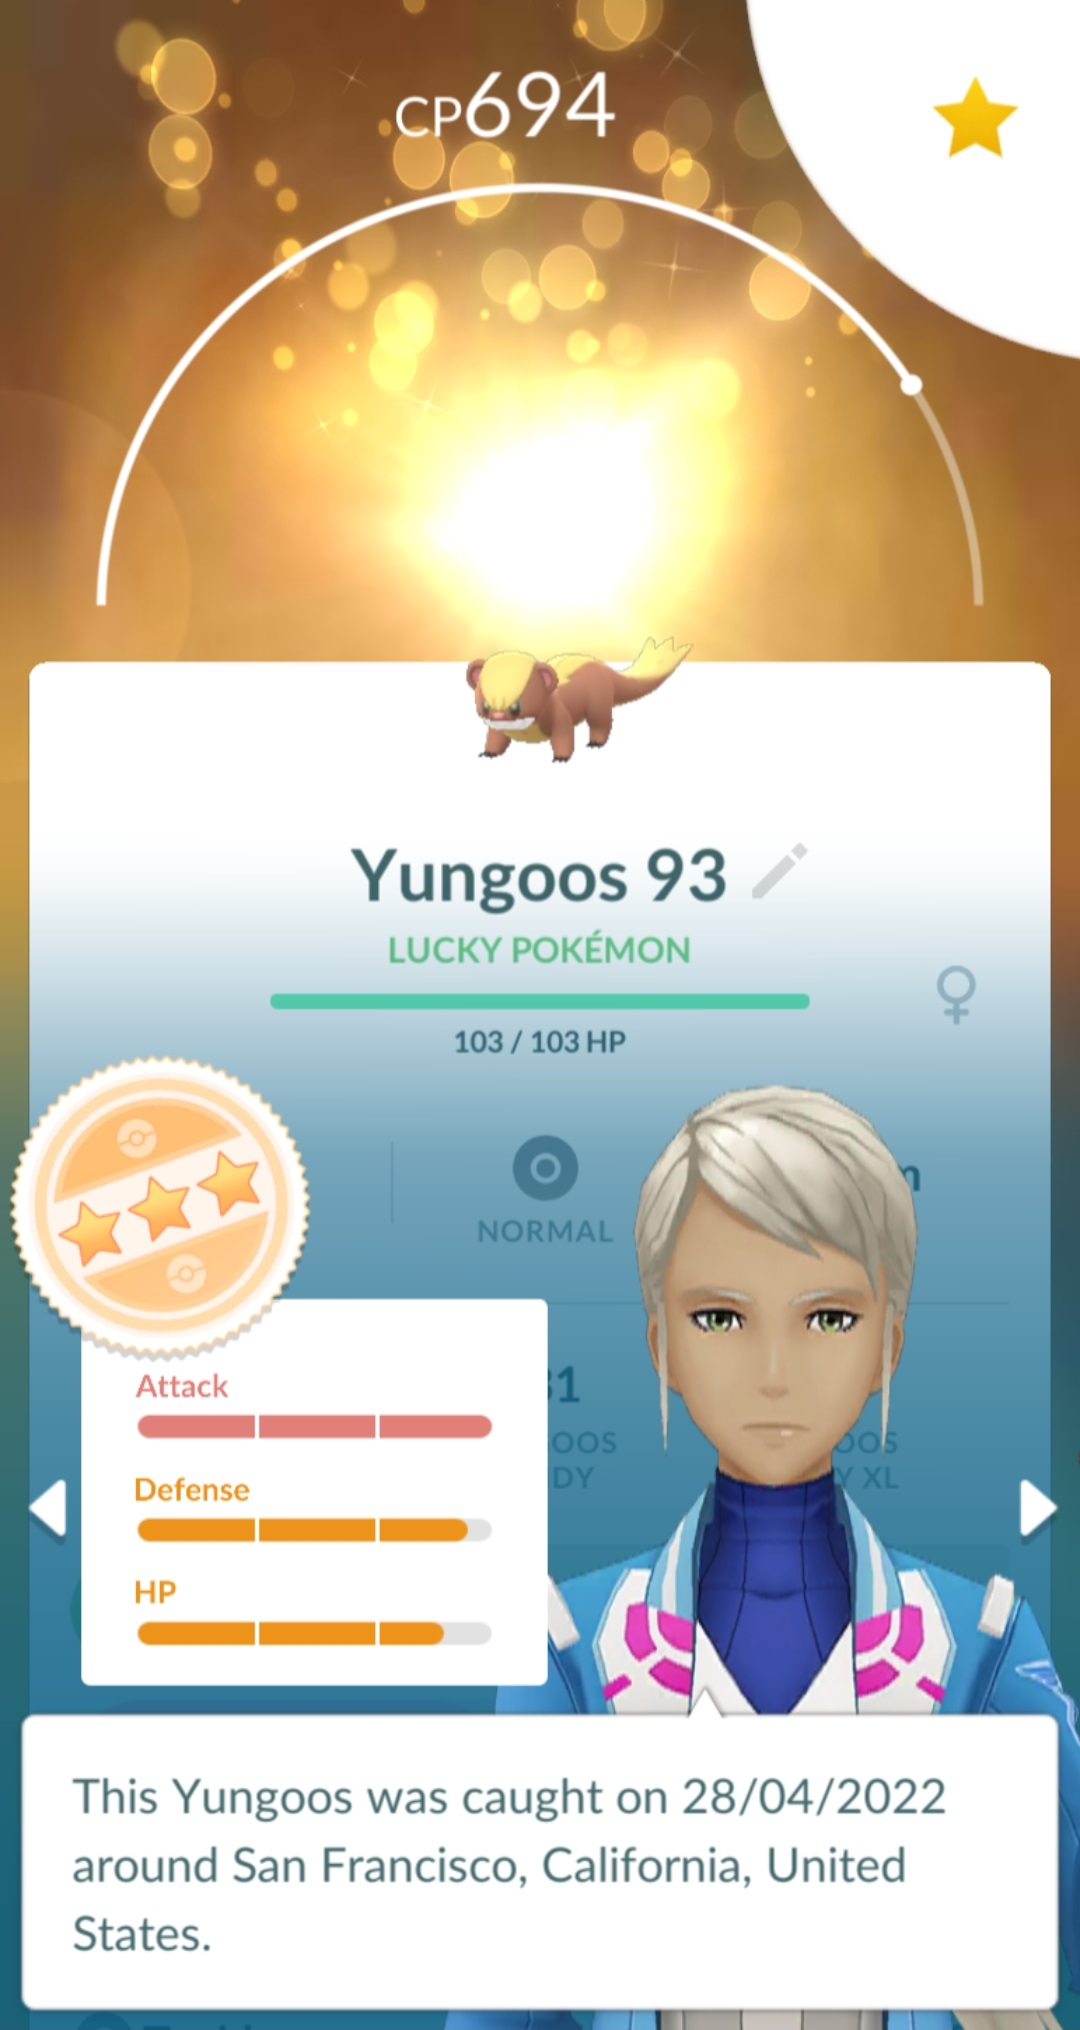 CP694
Yungoos 93
LUCKY POKÉMON
103 / 103 HP
NORMAL
Attack
Defense
HP
This Yungoos was caught on 28/04/2022
around San Francisco, California, United
States.